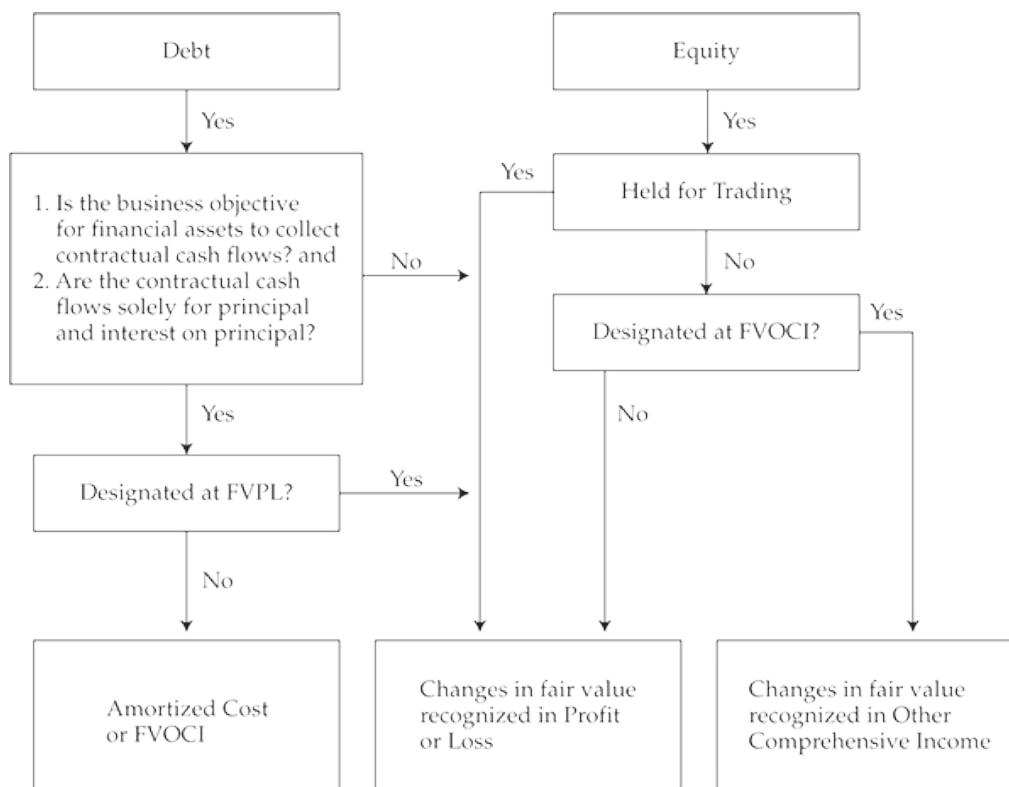 Debt
Yes
1. Is the business objective
for financial assets to collect
contractual cash flows? and
2. Are the contractual cash
flows solely for principal
and interest on principal?
No
Yes
Designated at FVPL?
Yes
No
Amortized Cost
or FVOCI
Equity
Yes
Held for Trading
Yes
No
Designated at FVOCI?
Yes
No
Changes in fair value
recognized in Profit
or Loss
Changes in fair value
recognized in Other
Comprehensive Income